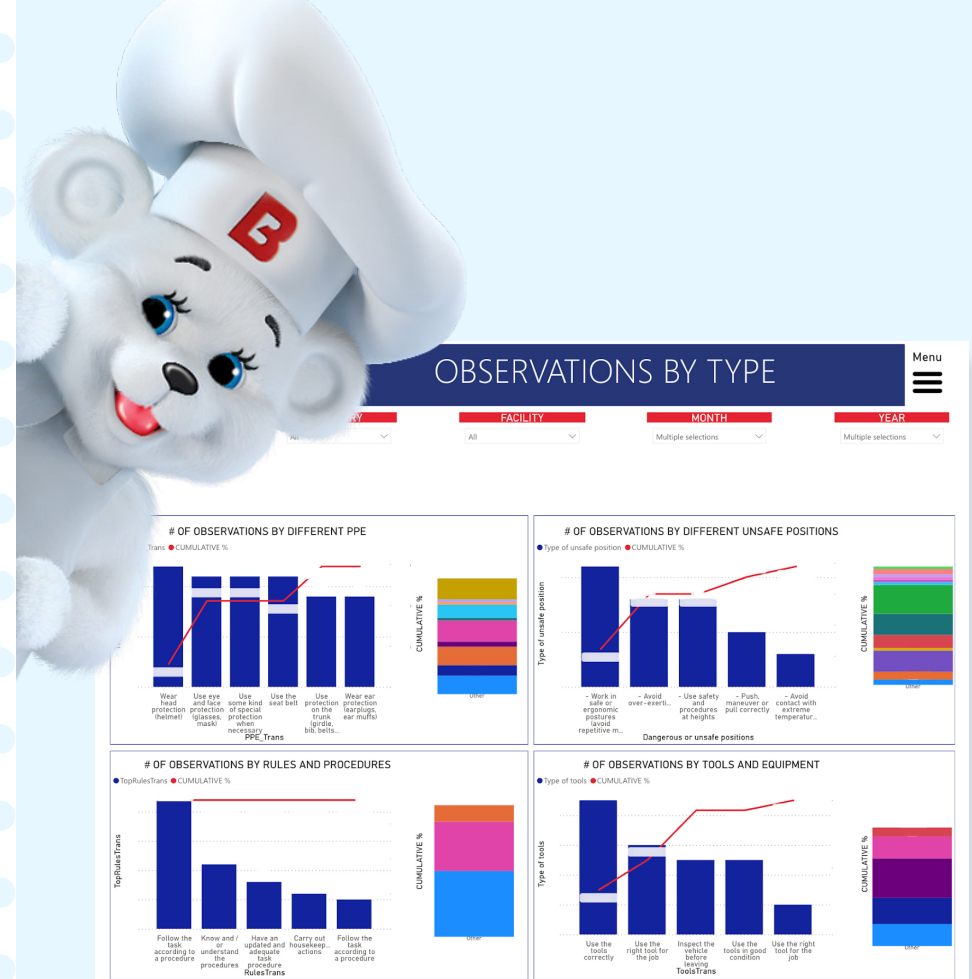 B
OBSERVATIONS BY TYPE
Menu
RY
FACILITY
MONTH
YEAR
All
All
Multiple selections
Multiple selections
# OF OBSERVATIONS BY DIFFERENT PPE
Trans
CUMULATIVE %
CUMULATIVE %
Wear
head
protection
(helmet)
Use eye
and face
protection
(glasses,
mask)
Use
some kind
of special
protection
when
necessary
Use the
seat belt
Use
protection
on the
trunk
(girdle,
bib, belts...
Wear ear
protection
(earplugs,
ear muffs)
PPE_Trans
Other
# OF OBSERVATIONS BY DIFFERENT UNSAFE POSITIONS
Type of unsafe position
CUMULATIVE %
Type of unsafe position
CUMULATIVE %
- Work in
safe or
ergonomic
postures
(avoid
repetitive m...
- Avoid
over-exerti...
- Use safety
and
procedures
at heights
- Push,
maneuver or
pull correctly
- Avoid
contact with
extreme
temperatur...
Dangerous or unsafe positions
Other
# OF OBSERVATIONS BY RULES AND PROCEDURES
TopRulesTrans
CUMULATIVE %
TopRulesTrans
CUMULATIVE %
Follow the
task
according to
a procedure
Know and /
or
understand
the
procedures
Have an
updated and
adequate
task
procedure
Carry out
housekeep...
actions
Follow the
task
according to
a procedure
RulesTrans
Other
# OF OBSERVATIONS BY TOOLS AND EQUIPMENT
Type of tools
CUMULATIVE %
Type of tools
CUMULATIVE %
Use the
tools
correctly
Use the
right tool for
the job
Inspect the
vehicle
before
leaving
Use the
tools in good
condition
Use the right
tool for the
job
ToolsTrans
Other